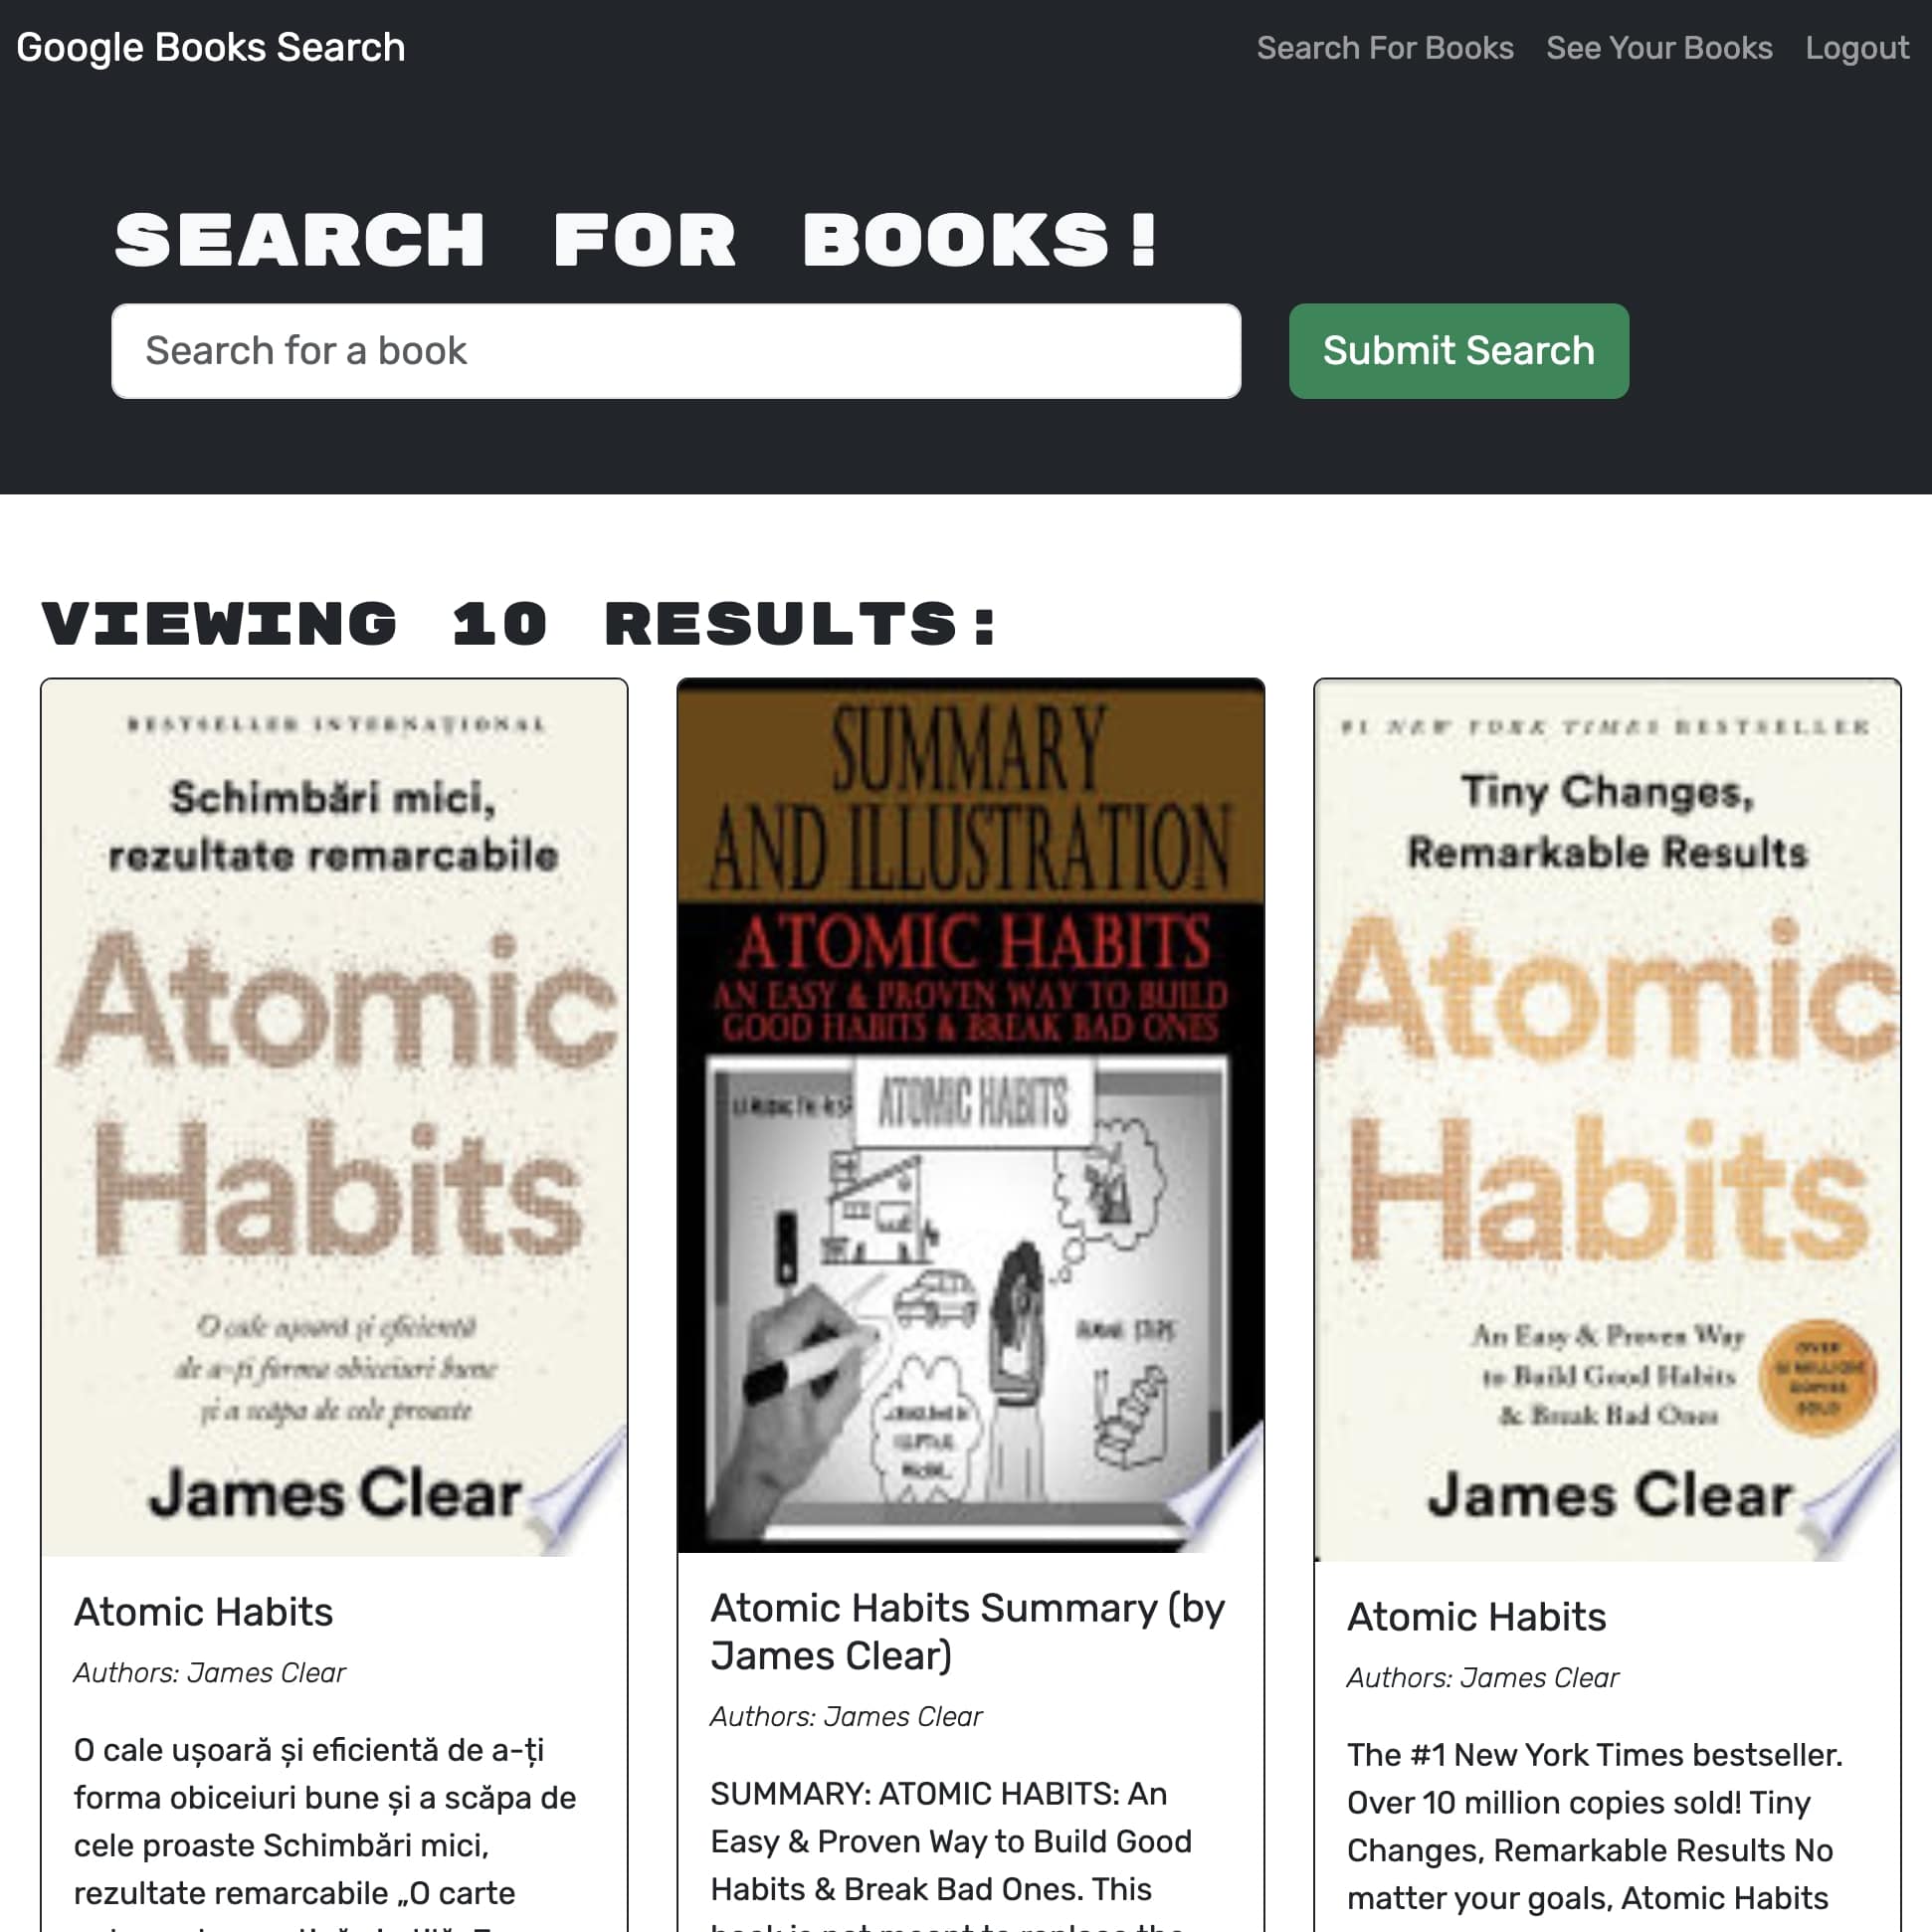 Google Books Search
Search For Books
See Your Books
Logout
SEARCH FOR BOOKS!
Search for a book
Submit Search
VIEWING 10 RESULTS:
BESTSELLER INTERNAȚIONAL
Schimbări mici,
rezultate remarcabile
Atomic
Habits
O cale ușoară și eficientă
de a-ți forma obiceiuri bune
și a scăpa de cele proaste
James Clear
Atomic Habits
Authors: James Clear
O cale ușoară și eficientă de a-ți
forma obiceiuri bune și a scăpa de
cele proaste Schimbări mici,
rezultate remarcabile „O carte
SUMMARY
AND ILLUSTRATION
ATOMIC HABITS
AN EASY & PROVEN WAY TO BUILD
GOOD HABITS & BREAK BAD ONES
ATOMIC HABITS
Atomic Habits Summary (by
James Clear)
Authors: James Clear
SUMMARY: ATOMIC HABITS: An
Easy & Proven Way to Build Good
Habits & Break Bad Ones. This
book is not meant to replace the
#1 NEW YORK TIMES BESTSELLER
Tiny Changes,
Remarkable Results
Atomic
Habits
An Easy & Proven Way
to Build Good Habits
& Break Bad Ones
OVER
10 MILLION
COPIES
SOLD
James Clear
Atomic Habits
Authors: James Clear
The #1 New York Times bestseller.
Over 10 million copies sold! Tiny
Changes, Remarkable Results No
matter your goals, Atomic Habits